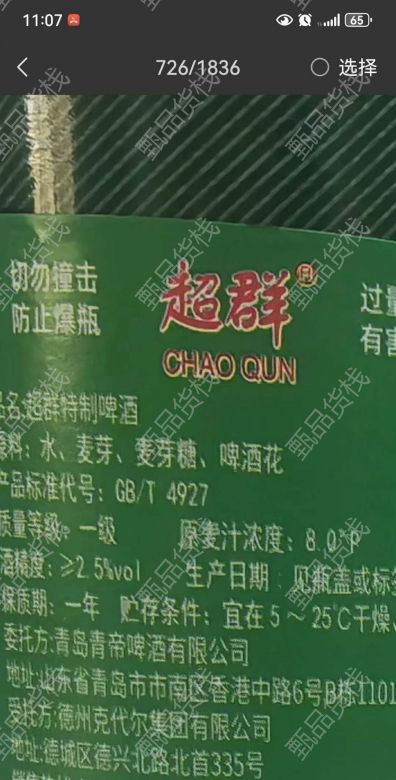 11:07
65
726/1836
选择
甄品货栈
切勿撞击
防止爆瓶
超群®
CHAO QUN
过量
有害
品名:超群特制啤酒
原料：水、麦芽、麦芽糖、啤酒花
产品标准代号：GB/T 4927
质量等级：一级 原麦汁浓度：8.0°P
酒精度：≥2.5%vol 生产日期：见瓶盖或标签
保质期：一年 贮存条件：宜在5～25℃干燥、
委托方:青岛青帝啤酒有限公司
地址:山东省青岛市市南区香港中路6号B栋1101
受托方:德州克代尔集团有限公司
地址:德城区德兴北路北首335号